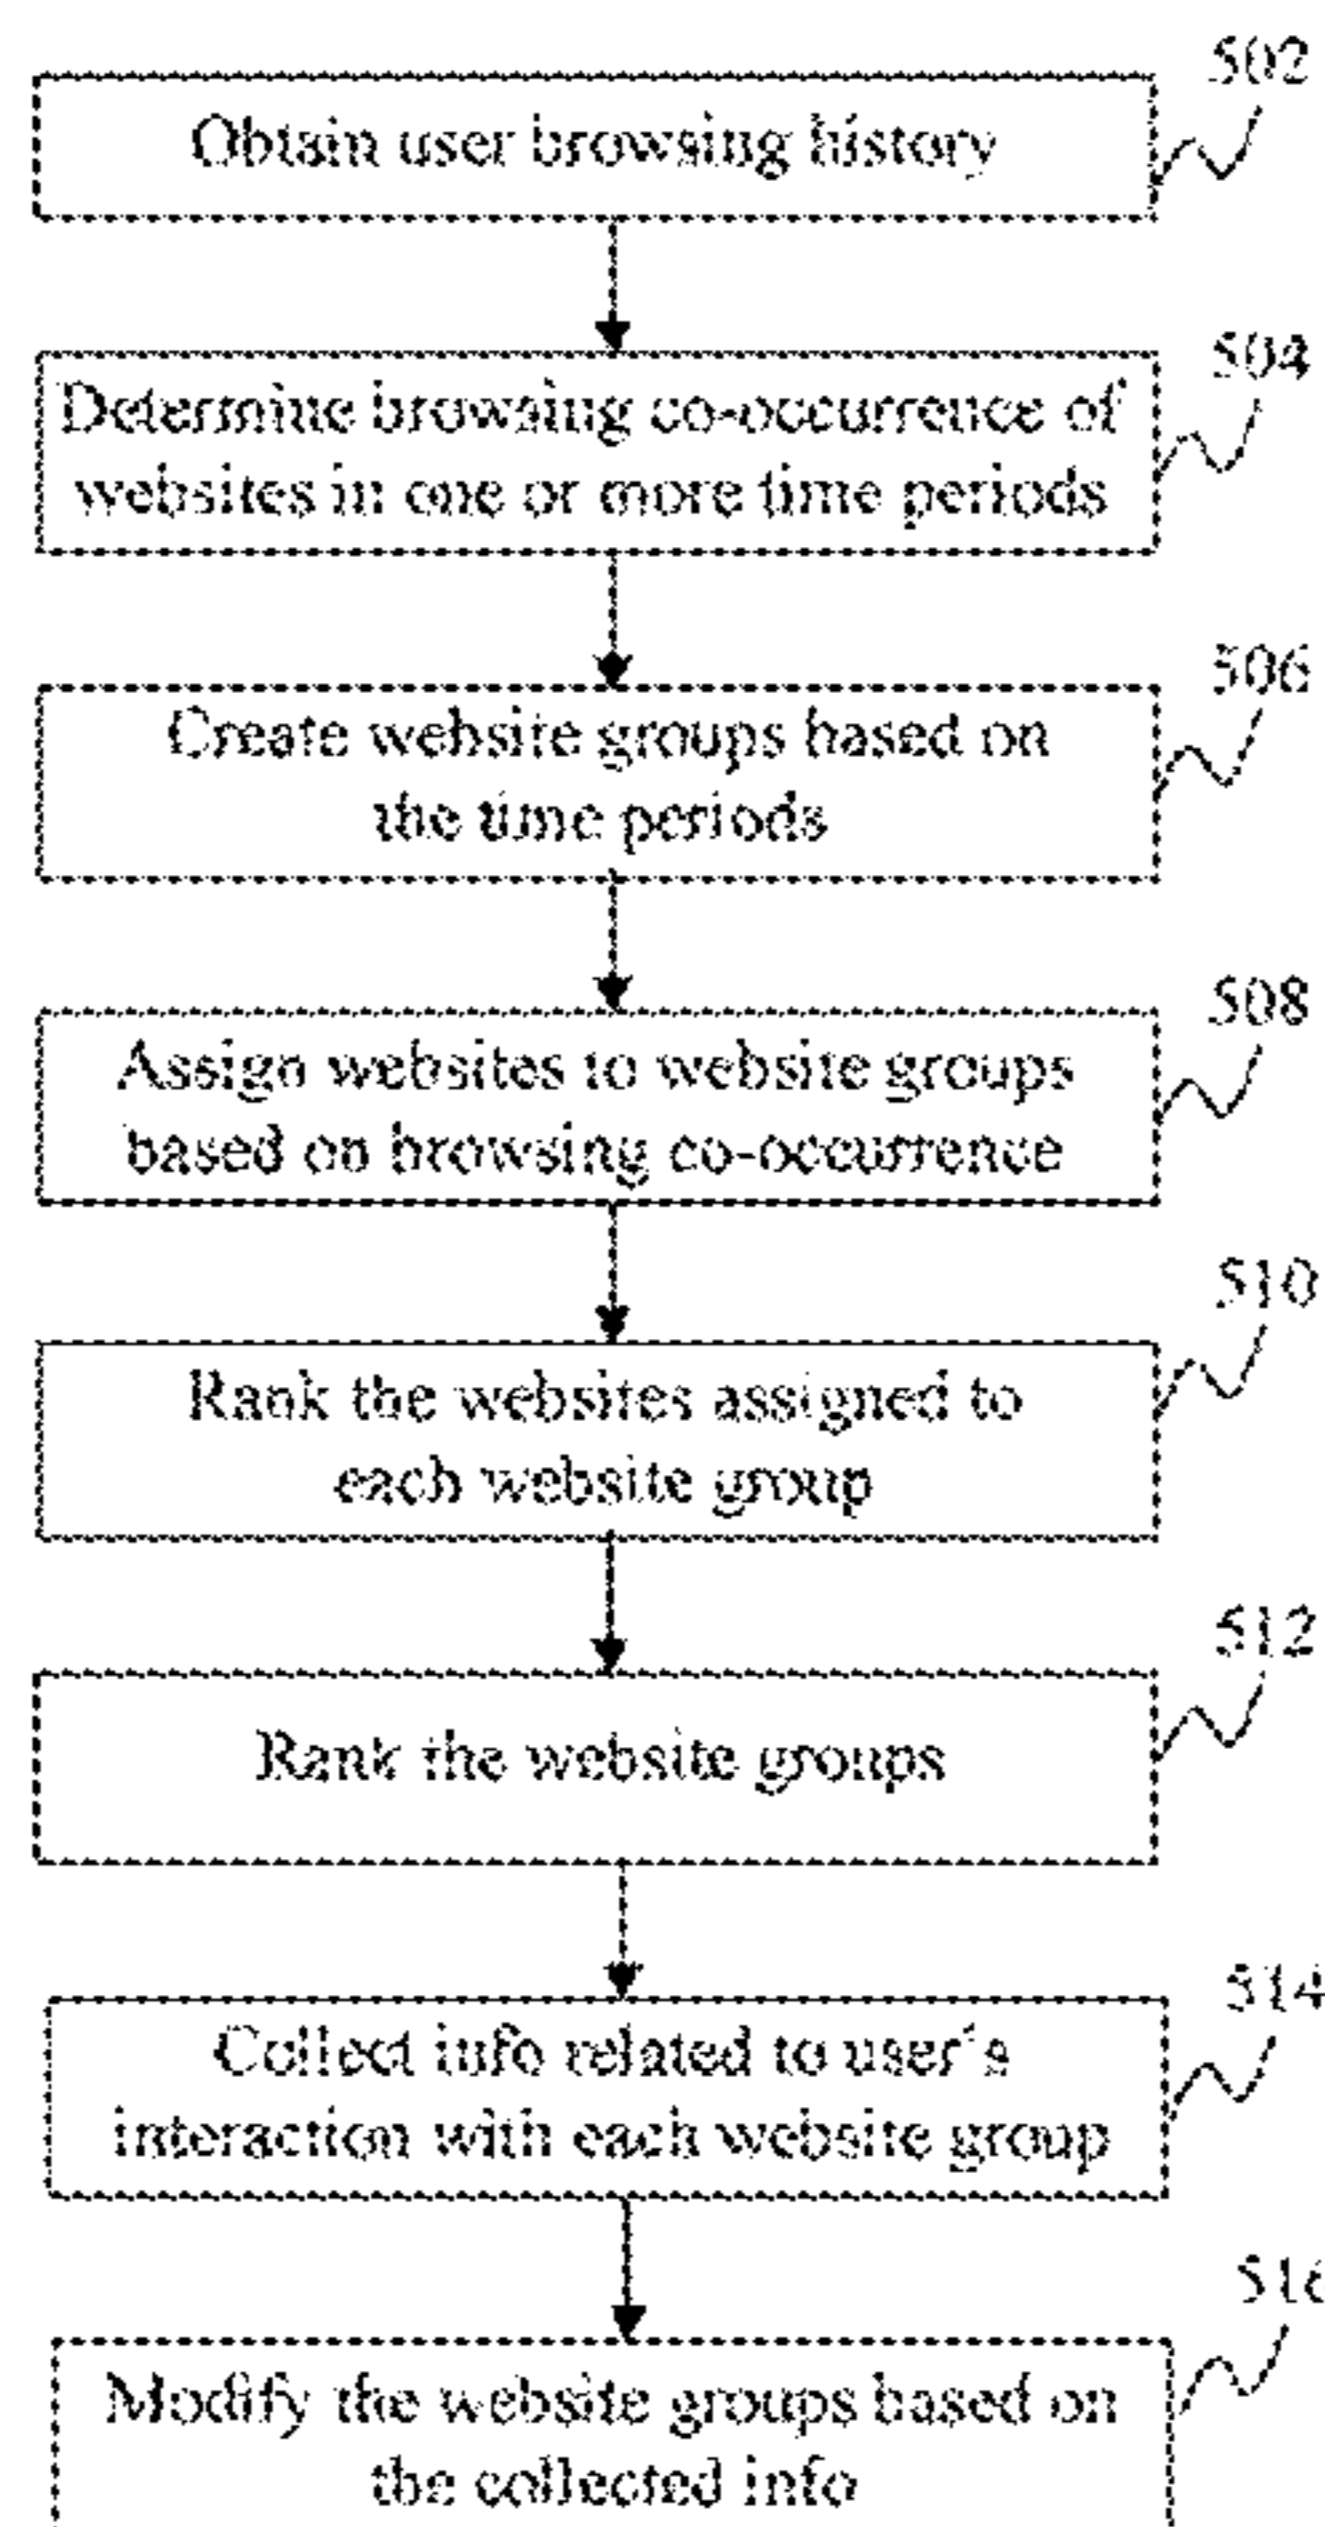 502
Obtain user browsing history
504
Determine browsing co-occurrence of
websites in one or more time periods
506
Create website groups based on
the time periods
508
Assign websites to website groups
based on browsing co-occurrence
510
Rank the websites assigned to
each website group
512
Rank the website groups
514
Collect info related to user's
interaction with each website group
516
Modify the website groups based on
the collected info